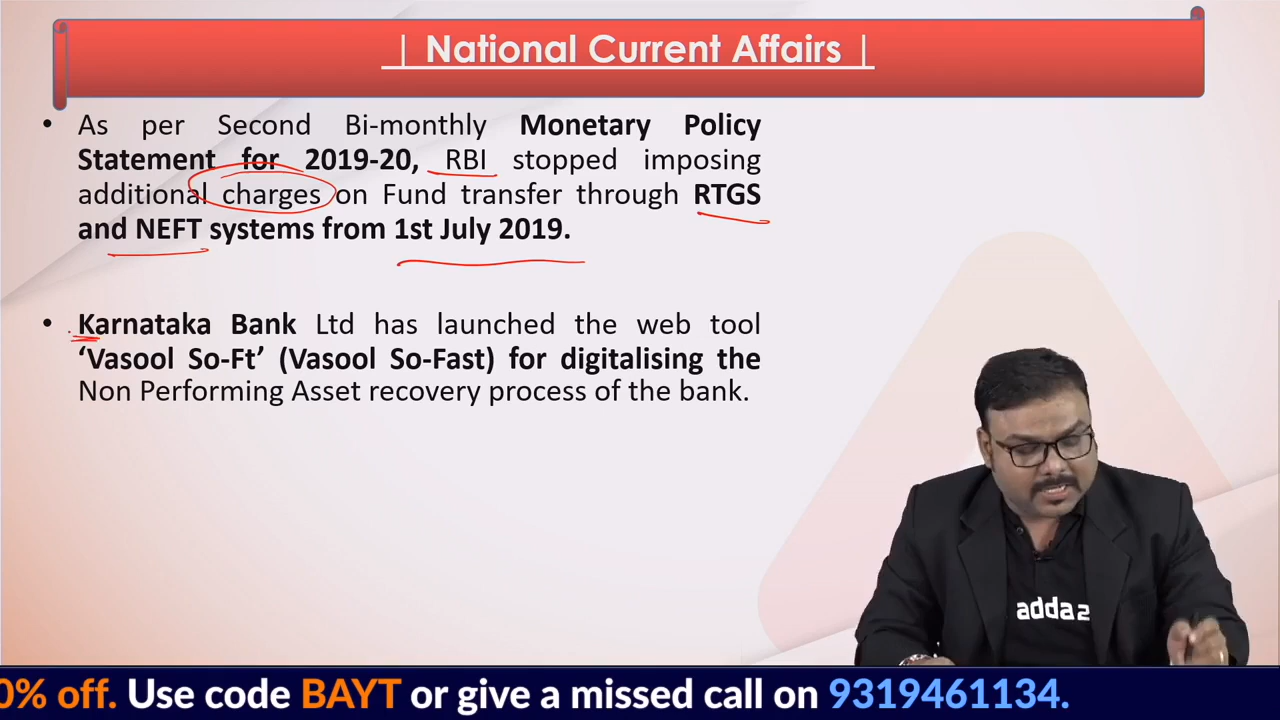 | National Current Affairs |
• As per Second Bi-monthly Monetary Policy
Statement for 2019-20, RBI stopped imposing
additional charges on Fund transfer through RTGS
and NEFT systems from 1st July 2019.
• Karnataka Bank Ltd has launched the web tool
‘Vasool So-Ft’ (Vasool So-Fast) for digitalising the
Non Performing Asset recovery process of the bank.
adda2
0% off. Use code BAYT or give a missed call on 9319461134.